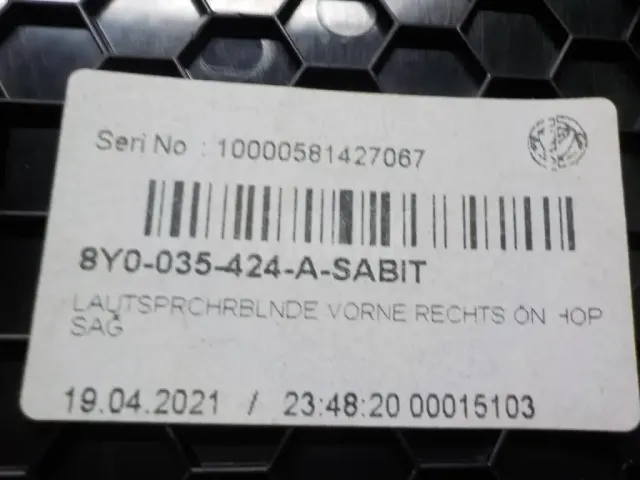 Seri No : 10000581427067
8Y0-035-424-A-SABIT
LAUTSPRCHRBLNDE VORNE RECHTS ÖN HOP
SAĞ
19.04.2021 / 23:48:20 00015103